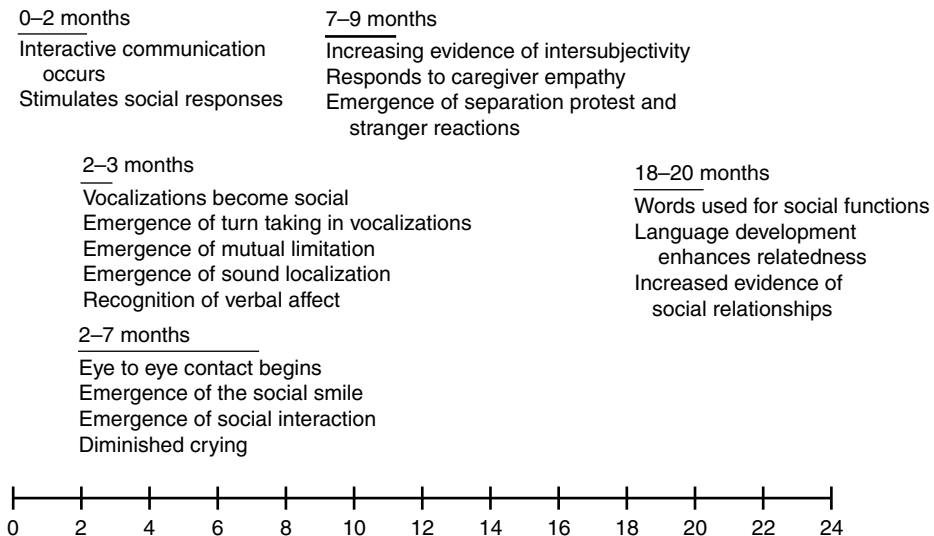 0–2 months
Interactive communication
occurs
Stimulates social responses
7–9 months
Increasing evidence of intersubjectivity
Responds to caregiver empathy
Emergence of separation protest and
stranger reactions
2–3 months
Vocalizations become social
Emergence of turn taking in vocalizations
Emergence of mutual limitation
Emergence of sound localization
Recognition of verbal affect
18–20 months
Words used for social functions
Language development
enhances relatedness
Increased evidence of
social relationships
2–7 months
Eye to eye contact begins
Emergence of the social smile
Emergence of social interaction
Diminished crying
0 2 4 6 8 10 12 14 16 18 20 22 24